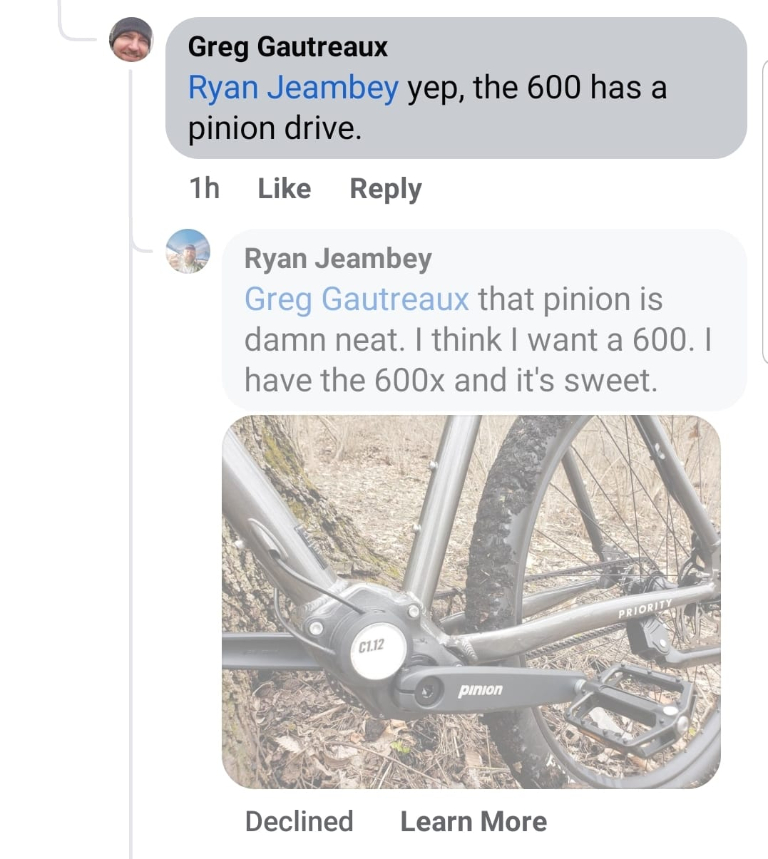 Greg Gautreaux
Ryan Jeambey yep, the 600 has a
pinion drive.
1h Like Reply
Ryan Jeambey
Greg Gautreaux that pinion is
damn neat. I think I want a 600. I
have the 600x and it's sweet.
PRIORITY
C1.12
pinion
Declined Learn More